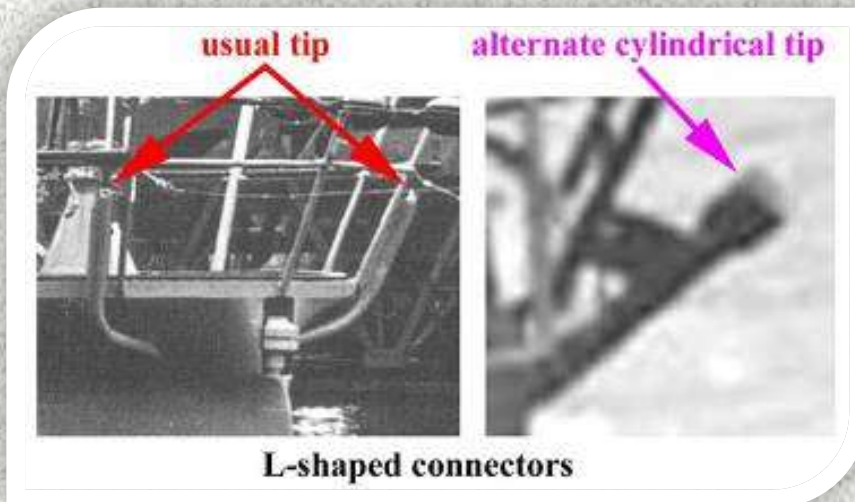 usual tip
alternate cylindrical tip
L-shaped connectors